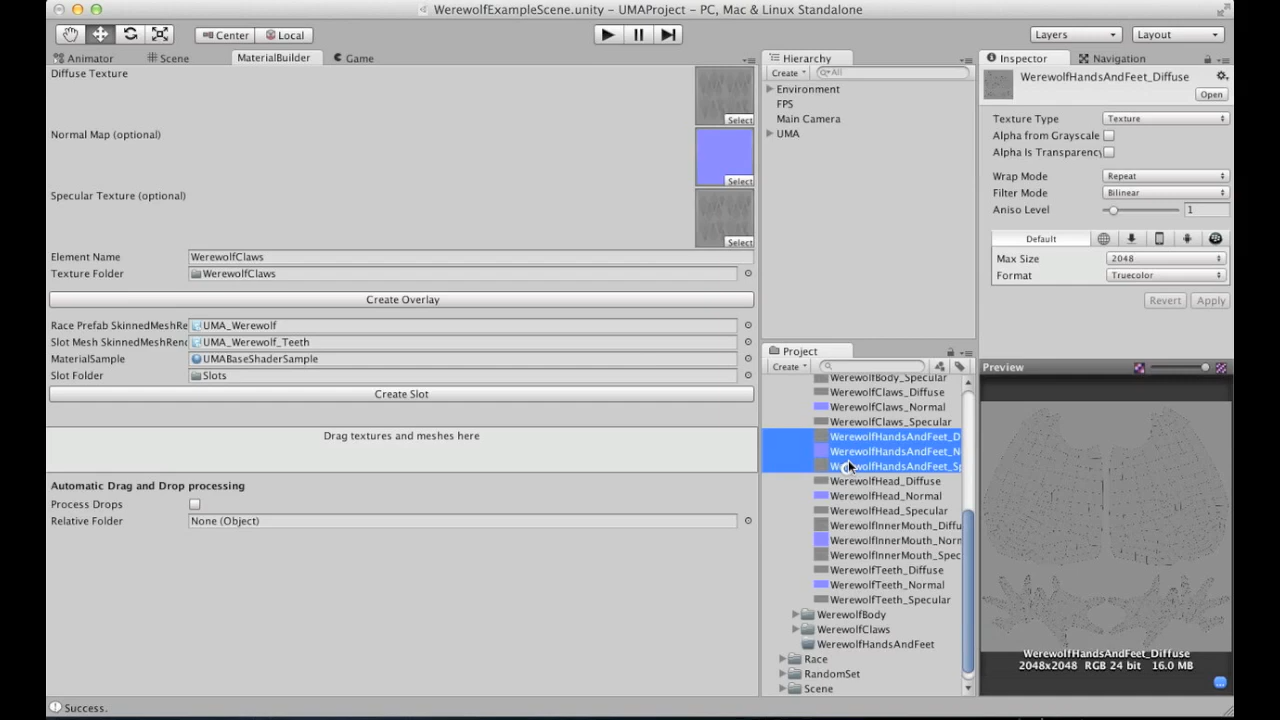 WerewolfExampleScene.unity – UMAProject – PC, Mac & Linux Standalone
Center Local Layers Layout
Animator Scene MaterialBuilder Game
Diffuse Texture
Select
Normal Map (optional)
Select
Specular Texture (optional)
Select
Element Name WerewolfClaws
Texture Folder WerewolfClaws
Create Overlay
Race Prefab SkinnedMeshRe UMA_Werewolf
Slot Mesh SkinnedMeshRend UMA_Werewolf_Teeth
MaterialSample UMABaseShaderSample
Slot Folder Slots
Create Slot
Drag textures and meshes here
Automatic Drag and Drop processing
Process Drops
Relative Folder None (Object)
Success.
Hierarchy
Create All
Environment
FPS
Main Camera
UMA
Project
Create
WerewolfBody_Specular
WerewolfClaws_Diffuse
WerewolfClaws_Normal
WerewolfClaws_Specular
WerewolfHandsAndFeet_D
WerewolfHandsAndFeet_N
WerewolfHandsAndFeet_Sp
WerewolfHead_Diffuse
WerewolfHead_Normal
WerewolfHead_Specular
WerewolfInnerMouth_Diffu
WerewolfInnerMouth_Norm
WerewolfInnerMouth_Spec
WerewolfTeeth_Diffuse
WerewolfTeeth_Normal
WerewolfTeeth_Specular
WerewolfBody
WerewolfClaws
WerewolfHandsAndFeet
Race
RandomSet
Scene
Inspector Navigation
WerewolfHandsAndFeet_Diffuse
Open
Texture Type Texture
Alpha from Grayscale
Alpha Is Transparency
Wrap Mode Repeat
Filter Mode Bilinear
Aniso Level 1
Default
Max Size 2048
Format Truecolor
Revert Apply
Preview
WerewolfHandsAndFeet_Diffuse
2048x2048 RGB 24 bit 16.0 MB